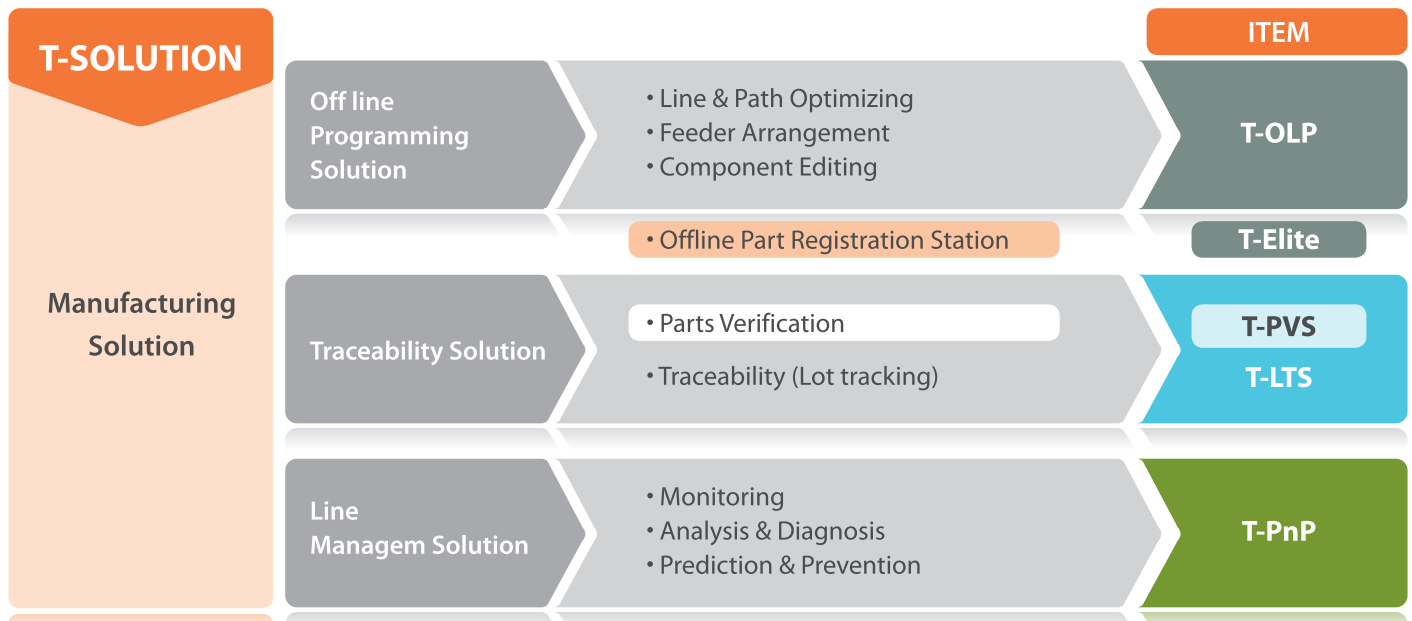 T-SOLUTION
Manufacturing
Solution
ITEM
Off line
Programming
Solution
• Line & Path Optimizing
• Feeder Arrangement
• Component Editing
T-OLP
• Offline Part Registration Station
T-Elite
Traceability Solution
• Parts Verification
• Traceability (Lot tracking)
T-PVS
T-LTS
Line
Managem Solution
• Monitoring
• Analysis & Diagnosis
• Prediction & Prevention
T-PnP